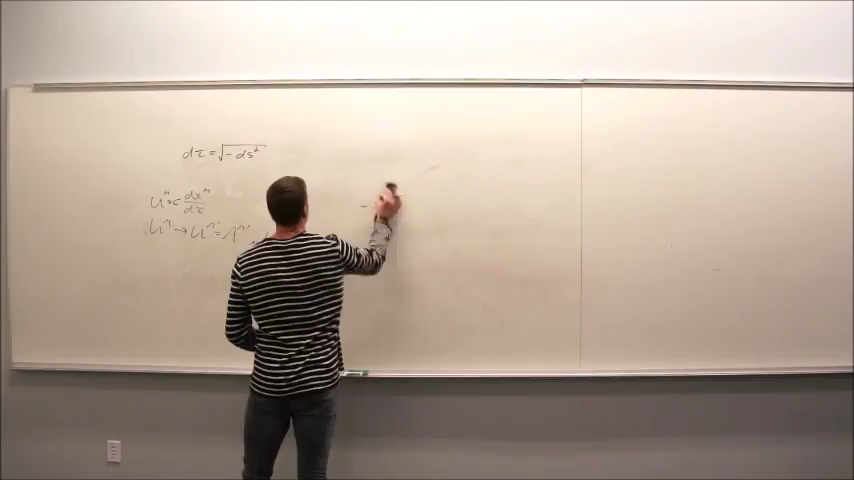 dτ = √-ds²
U^μ = c dx^μ/dτ
U^μ → U^μ' = Λ^μ'